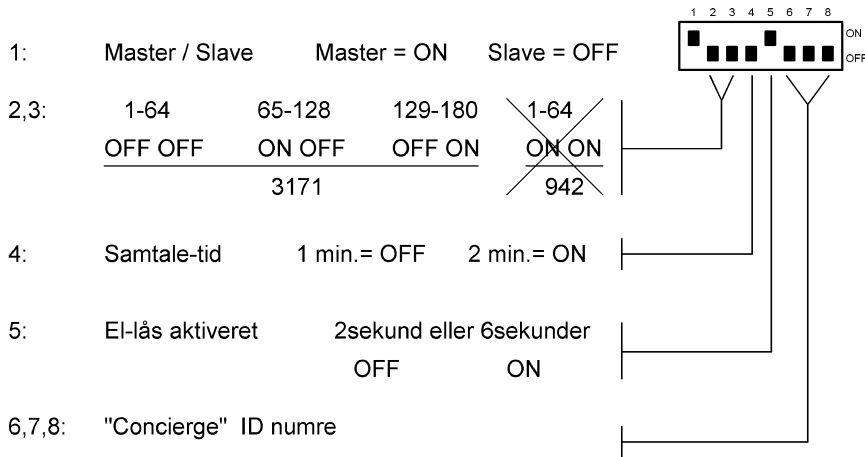 1 2 3 4 5 6 7 8
ON
OFF
1: Master / Slave Master = ON Slave = OFF
2,3: 1-64 65-128 129-180 1-64
OFF OFF ON OFF OFF ON ON ON
3171 942
4: Samtale-tid 1 min.= OFF 2 min.= ON
5: El-lås aktiveret 2sekund eller 6sekunder
OFF ON
6,7,8: "Concierge" ID numre